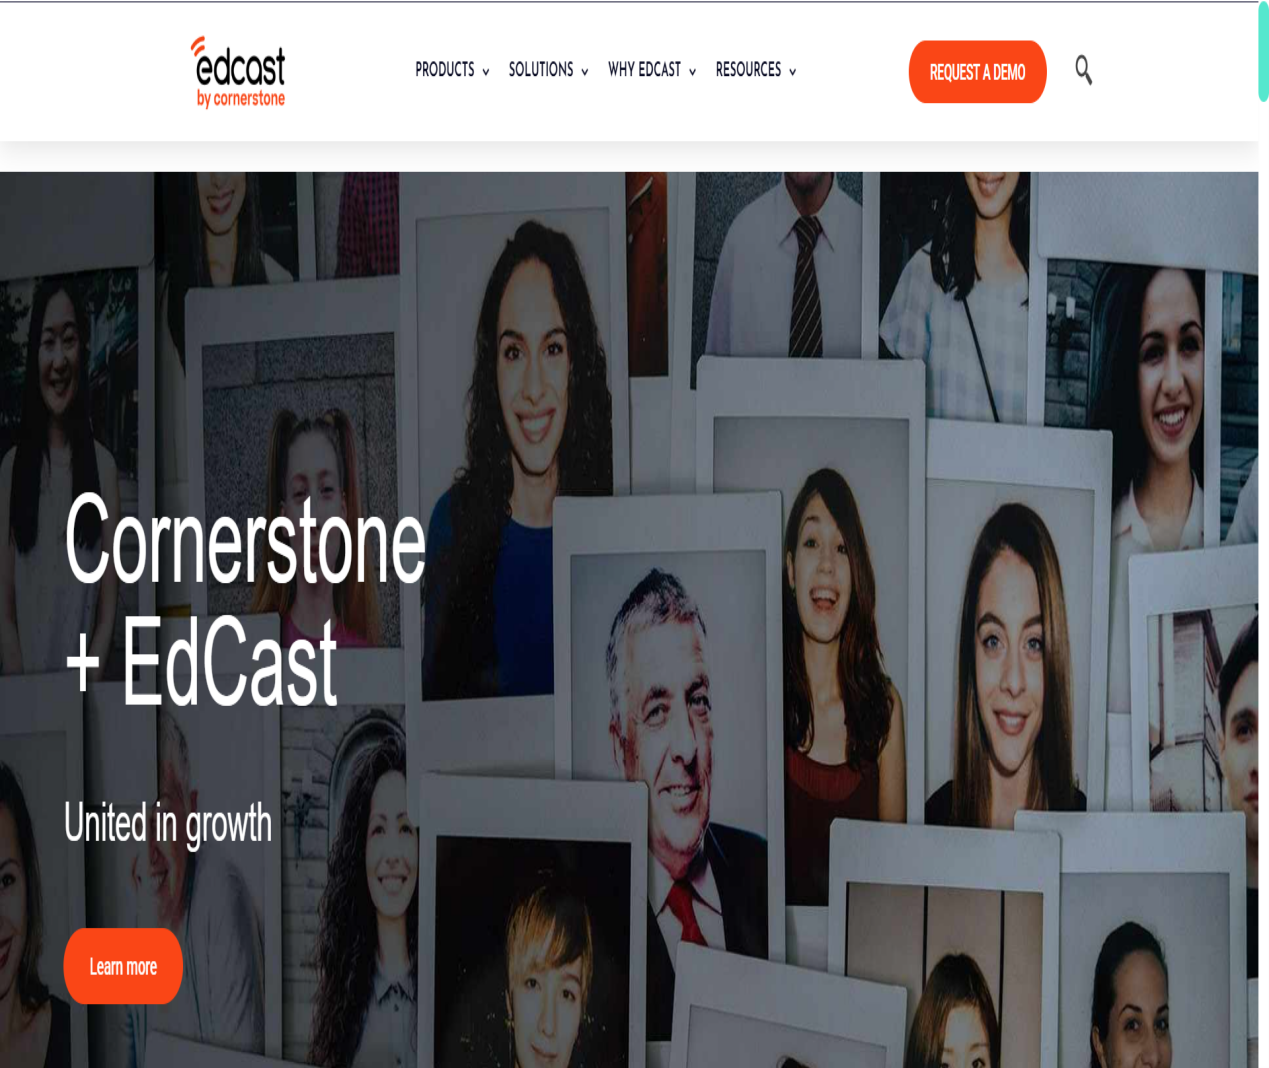 edcast
by cornerstone
PRODUCTS
SOLUTIONS
WHY EDCAST
RESOURCES
REQUEST A DEMO
Cornerstone
+ EdCast
United in growth
Learn more